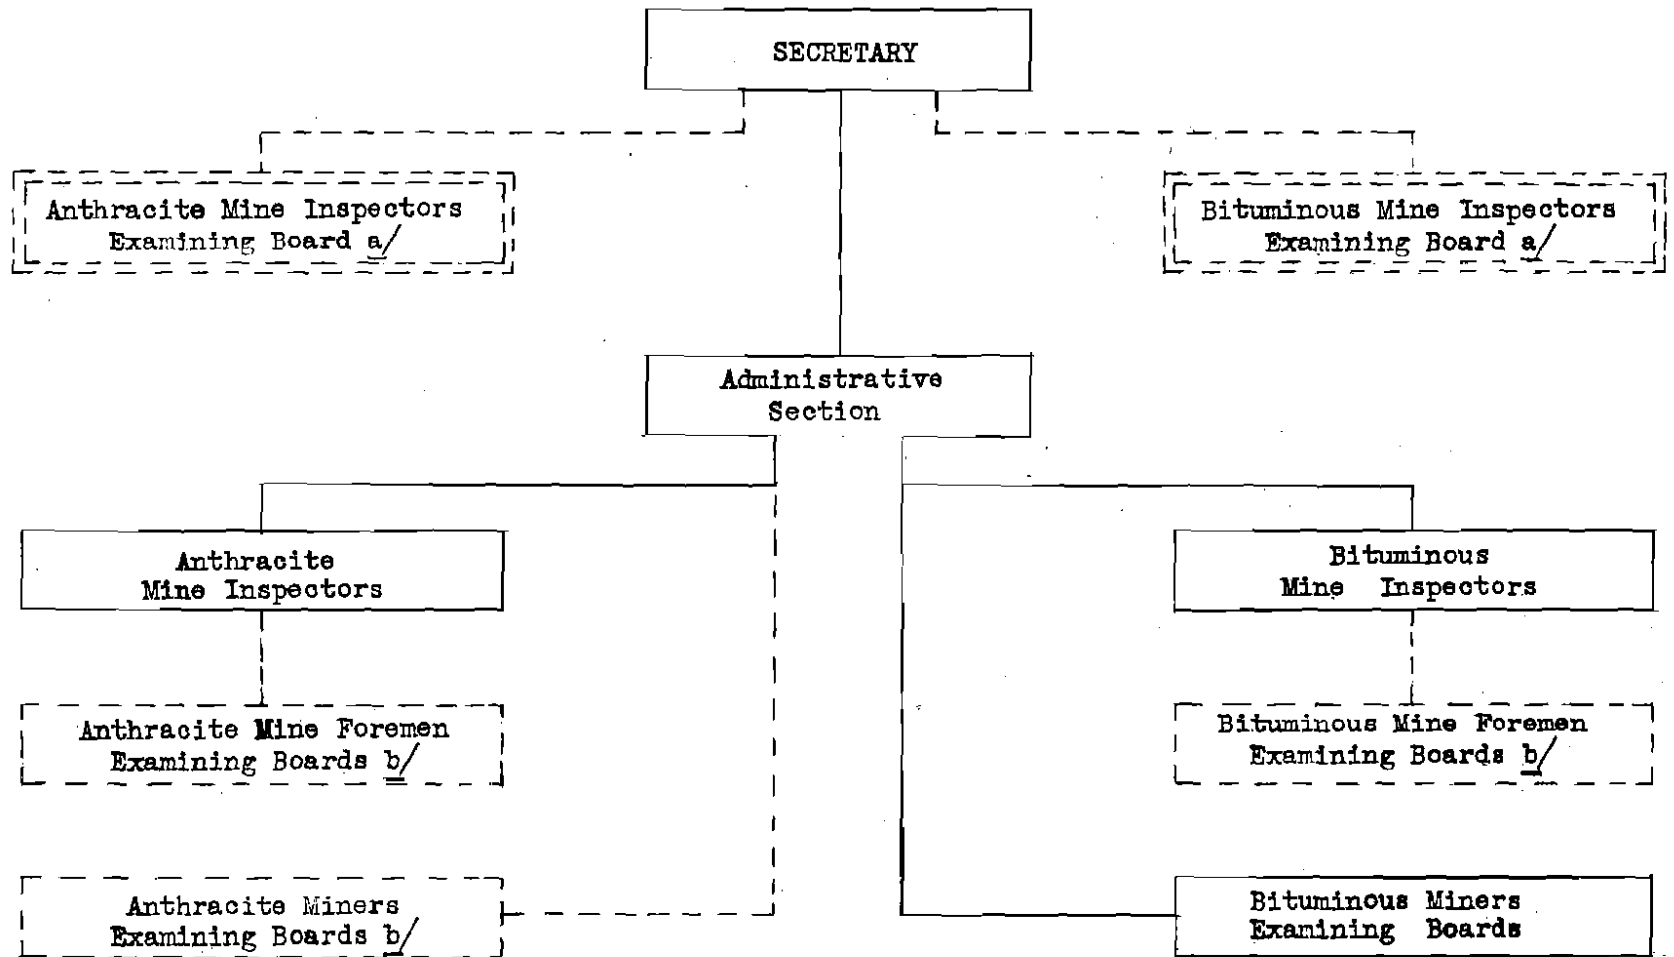 SECRETARY
Anthracite Mine Inspectors
Examining Board a/
Bituminous Mine Inspectors
Examining Board a/
Administrative
Section
Anthracite
Mine Inspectors
Bituminous
Mine Inspectors
Anthracite Mine Foremen
Examining Boards b/
Bituminous Mine Foremen
Examining Boards b/
Anthracite Miners
Examining Boards b/
Bituminous Miners
Examining Boards